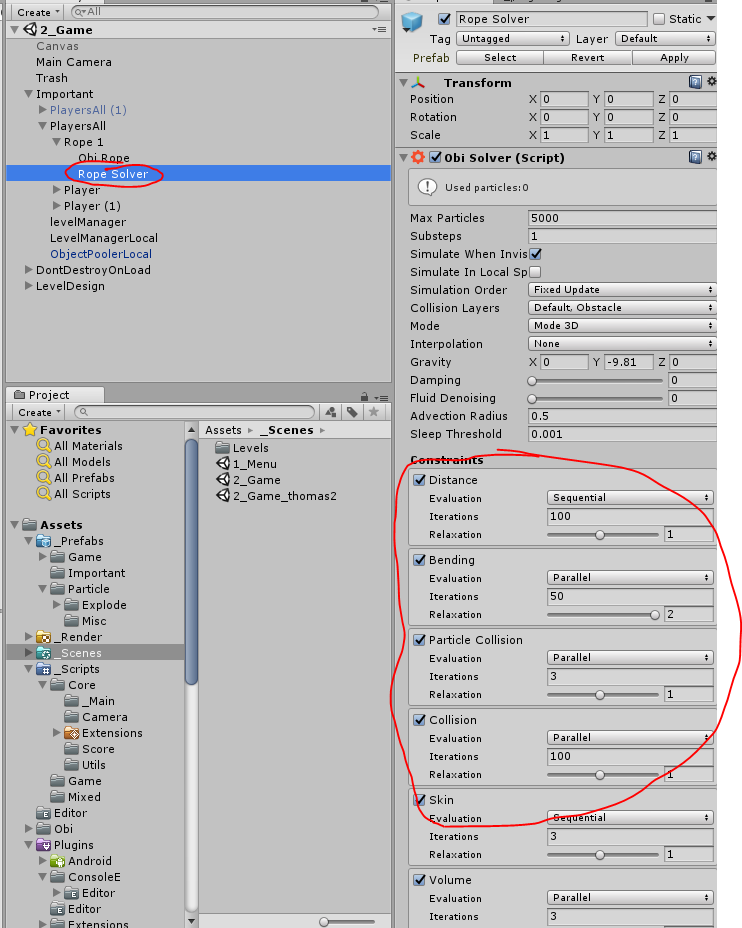 Create
All
2_Game
Canvas
Main Camera
Trash
Important
PlayersAll (1)
PlayersAll
Rope 1
Obi Rope
Rope Solver
Player
Player (1)
levelManager
LevelManagerLocal
ObjectPoolerLocal
DontDestroyOnLoad
LevelDesign
Project
Create
Favorites
All Materials
All Models
All Prefabs
All Scripts
Assets
_Prefabs
Game
Important
Particle
Explode
Misc
_Render
_Scenes
_Scripts
Core
_Main
Camera
Extensions
Score
Utils
Game
Mixed
Editor
Obi
Plugins
Android
ConsoleE
Editor
Editor
Extensions
Assets _Scenes
Levels
1_Menu
2_Game
2_Game_thomas2
Rope Solver Static
Tag Untagged Layer Default
Prefab Select Revert Apply
Transform
Position X 0 Y 0 Z 0
Rotation X 0 Y 0 Z 0
Scale X 1 Y 1 Z 1
Obi Solver (Script)
Used particles:0
Max Particles 5000
Substeps 1
Simulate When Invis
Simulate In Local Sp
Simulation Order Fixed Update
Collision Layers Default, Obstacle
Mode Mode 3D
Interpolation None
Gravity X 0 Y -9.81 Z 0
Damping 0
Fluid Denoising 0
Advection Radius 0.5
Sleep Threshold 0.001
Constraints
Distance
Evaluation Sequential
Iterations 100
Relaxation 1
Bending
Evaluation Parallel
Iterations 50
Relaxation 2
Particle Collision
Evaluation Parallel
Iterations 3
Relaxation 1
Collision
Evaluation Parallel
Iterations 100
Relaxation 1
Skin
Evaluation Sequential
Iterations 3
Relaxation 1
Volume
Evaluation Parallel
Iterations 3